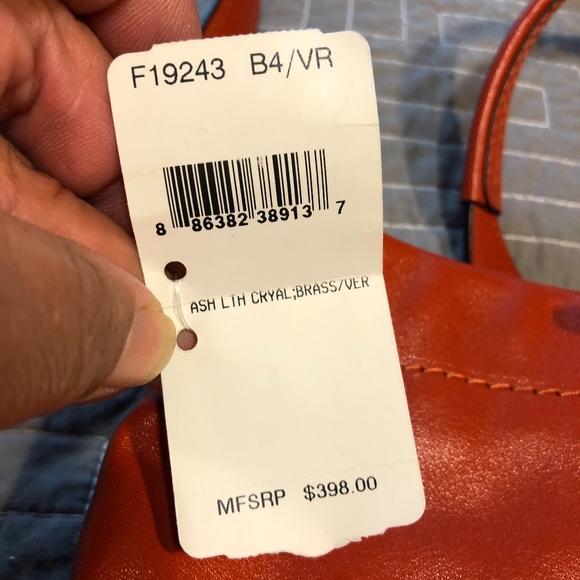 F19243 B4/VR
8 86382 38913 7
ASH LTH CRYAL;BRASS/VER
MFSRP $398.00